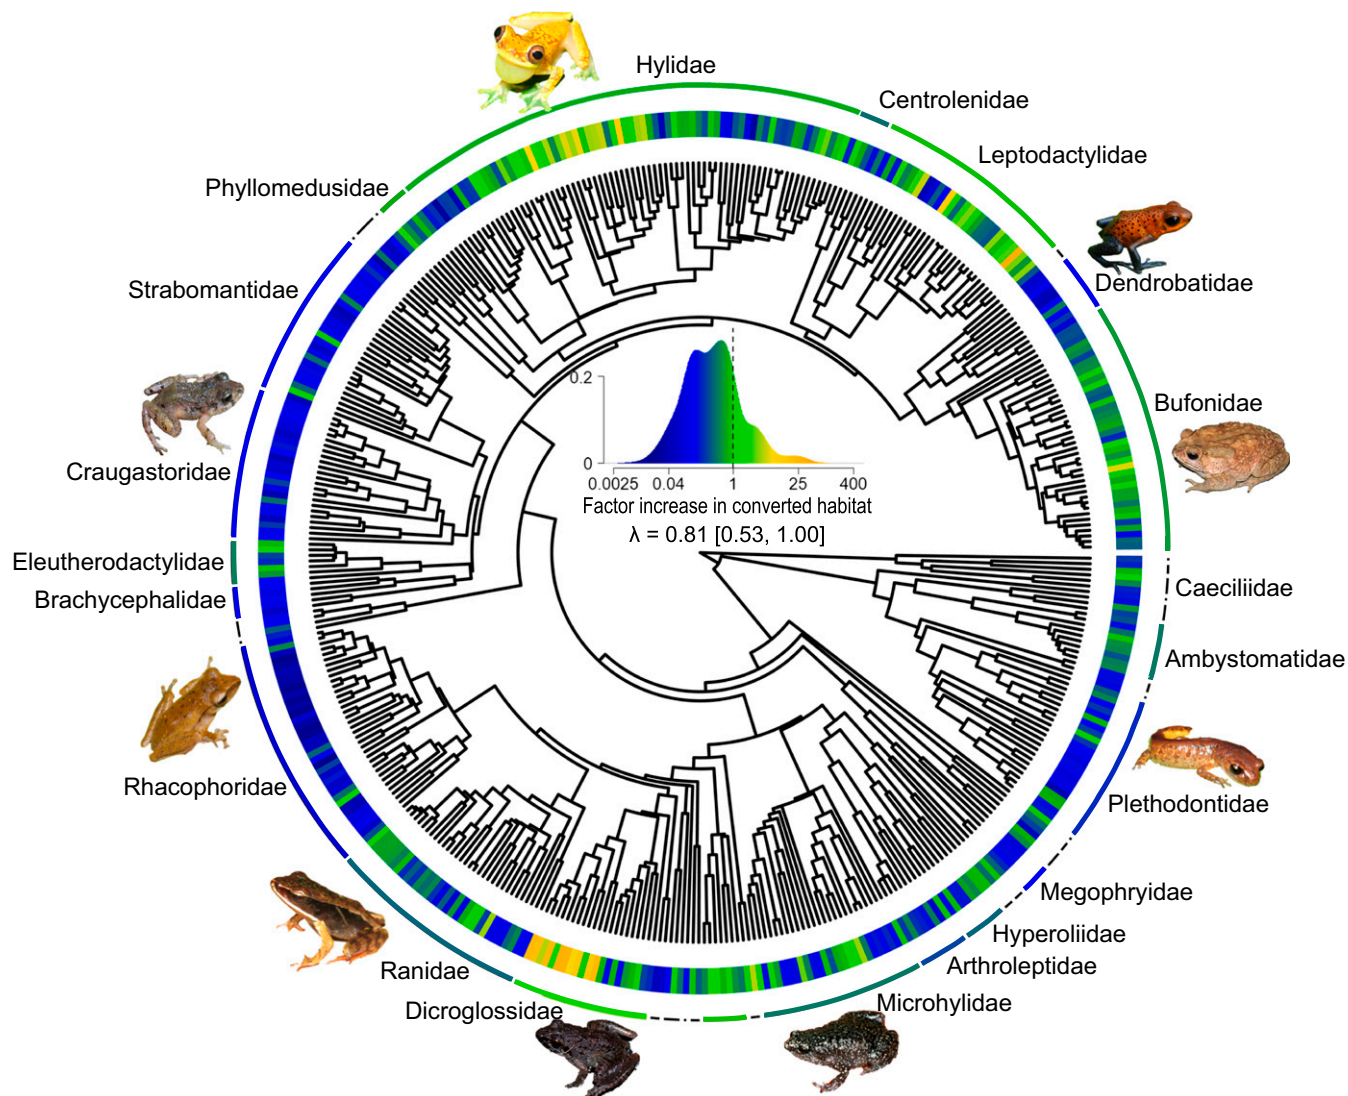 Hylidae
Centrolenidae
Leptodactylidae
Phyllomedusidae
Dendrobatidae
Strabomantidae
0.2
Bufonidae
0
0.0025 0.04 1 25 400
Craugastoridae
Factor increase in converted habitat
λ = 0.81 [0.53, 1.00]
Eleutherodactylidae
Caeciliidae
Brachycephalidae
Ambystomatidae
Rhacophoridae
Plethodontidae
Megophryidae
Hyperoliidae
Arthroleptidae
Ranidae
Microhylidae
Dicroglossidae